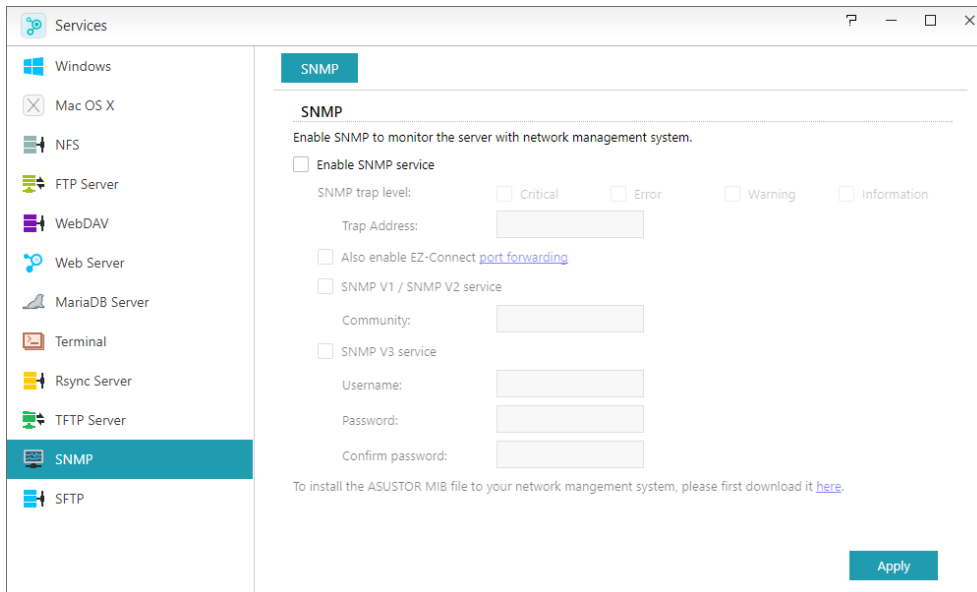 Services
Windows
Mac OS X
NFS
FTP Server
WebDAV
Web Server
MariaDB Server
Terminal
Rsync Server
TFTP Server
SNMP
SFTP
SNMP
SNMP
Enable SNMP to monitor the server with network management system.
Enable SNMP service
SNMP trap level: Critical Error Warning Information
Trap Address:
Also enable EZ-Connect port forwarding
SNMP V1 / SNMP V2 service
Community:
SNMP V3 service
Username:
Password:
Confirm password:
To install the ASUSTOR MIB file to your network mangement system, please first download it here.
Apply